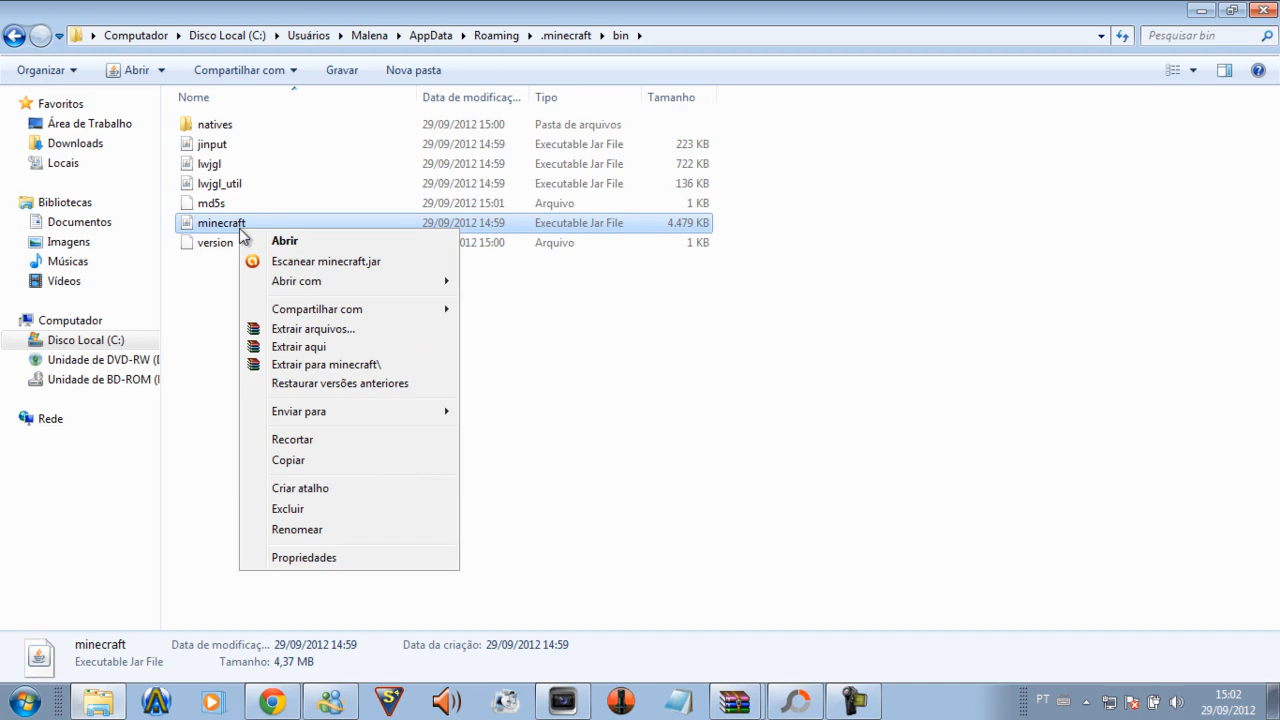 Computador Disco Local (C:) Usuários Malena AppData Roaming .minecraft bin
Pesquisar bin
Organizar Abrir Compartilhar com Gravar Nova pasta
Favoritos
Área de Trabalho
Downloads
Locais
Bibliotecas
Documentos
Imagens
Músicas
Vídeos
Computador
Disco Local (C:)
Unidade de DVD-RW (
Unidade de BD-ROM (
Rede
Nome Data de modificaç... Tipo Tamanho
natives 29/09/2012 15:00 Pasta de arquivos
jinput 29/09/2012 14:59 Executable Jar File 223 KB
lwjgl 29/09/2012 14:59 Executable Jar File 722 KB
lwjgl_util 29/09/2012 14:59 Executable Jar File 136 KB
md5s 29/09/2012 15:01 Arquivo 1 KB
minecraft 29/09/2012 14:59 Executable Jar File 4.479 KB
version 2012 15:00 Arquivo 1 KB
Abrir
Escanear minecraft.jar
Abrir com
Compartilhar com
Extrair arquivos...
Extrair aqui
Extrair para minecraft\
Restaurar versões anteriores
Enviar para
Recortar
Copiar
Criar atalho
Excluir
Renomear
Propriedades
minecraft Data de modificaç... 29/09/2012 14:59 Data da criação: 29/09/2012 14:59
Executable Jar File Tamanho: 4,37 MB
PT
15:02
29/09/2012